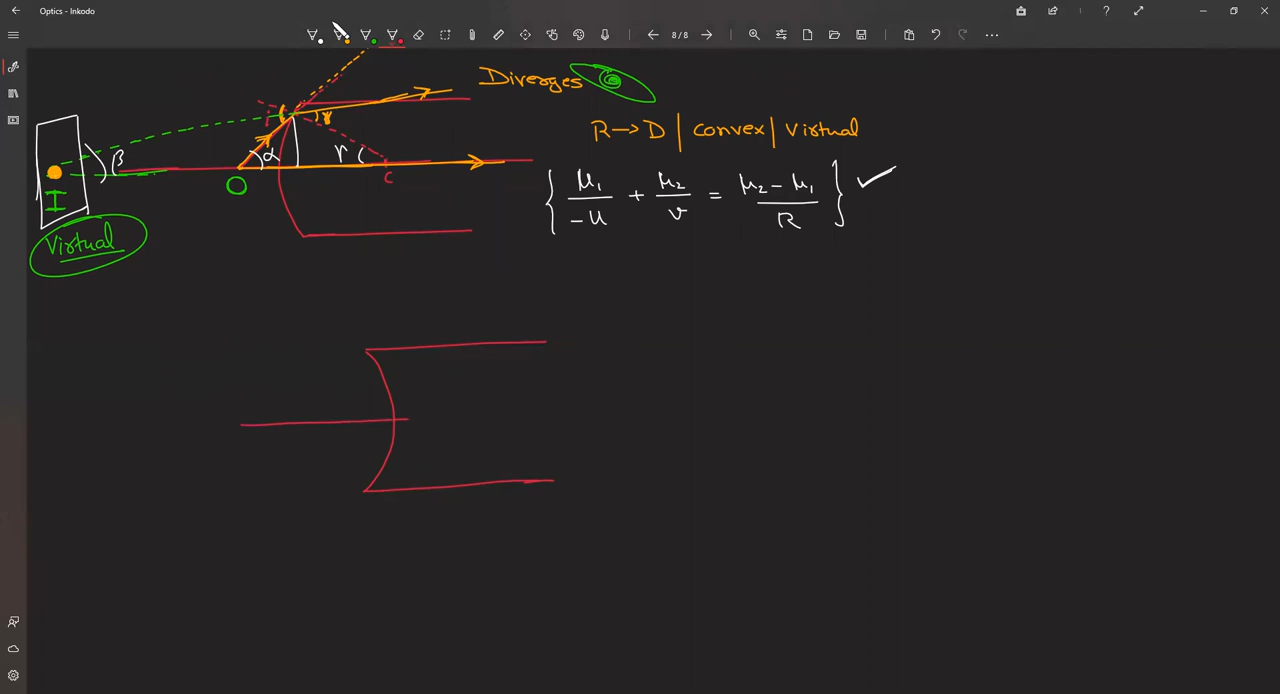 Optics - Inkodo
8/8
Diverges
R→D | convex | Virtual
{ μ₁/-u + μ₂/v = (μ₂ - μ₁)/R } ✓
β
α
i
r
γ
O
C
I
Virtual